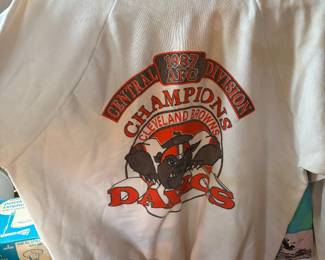 1987
AFC
CENTRAL DIVISION
CHAMPIONS
CLEVELAND BROWNS
DAWGS